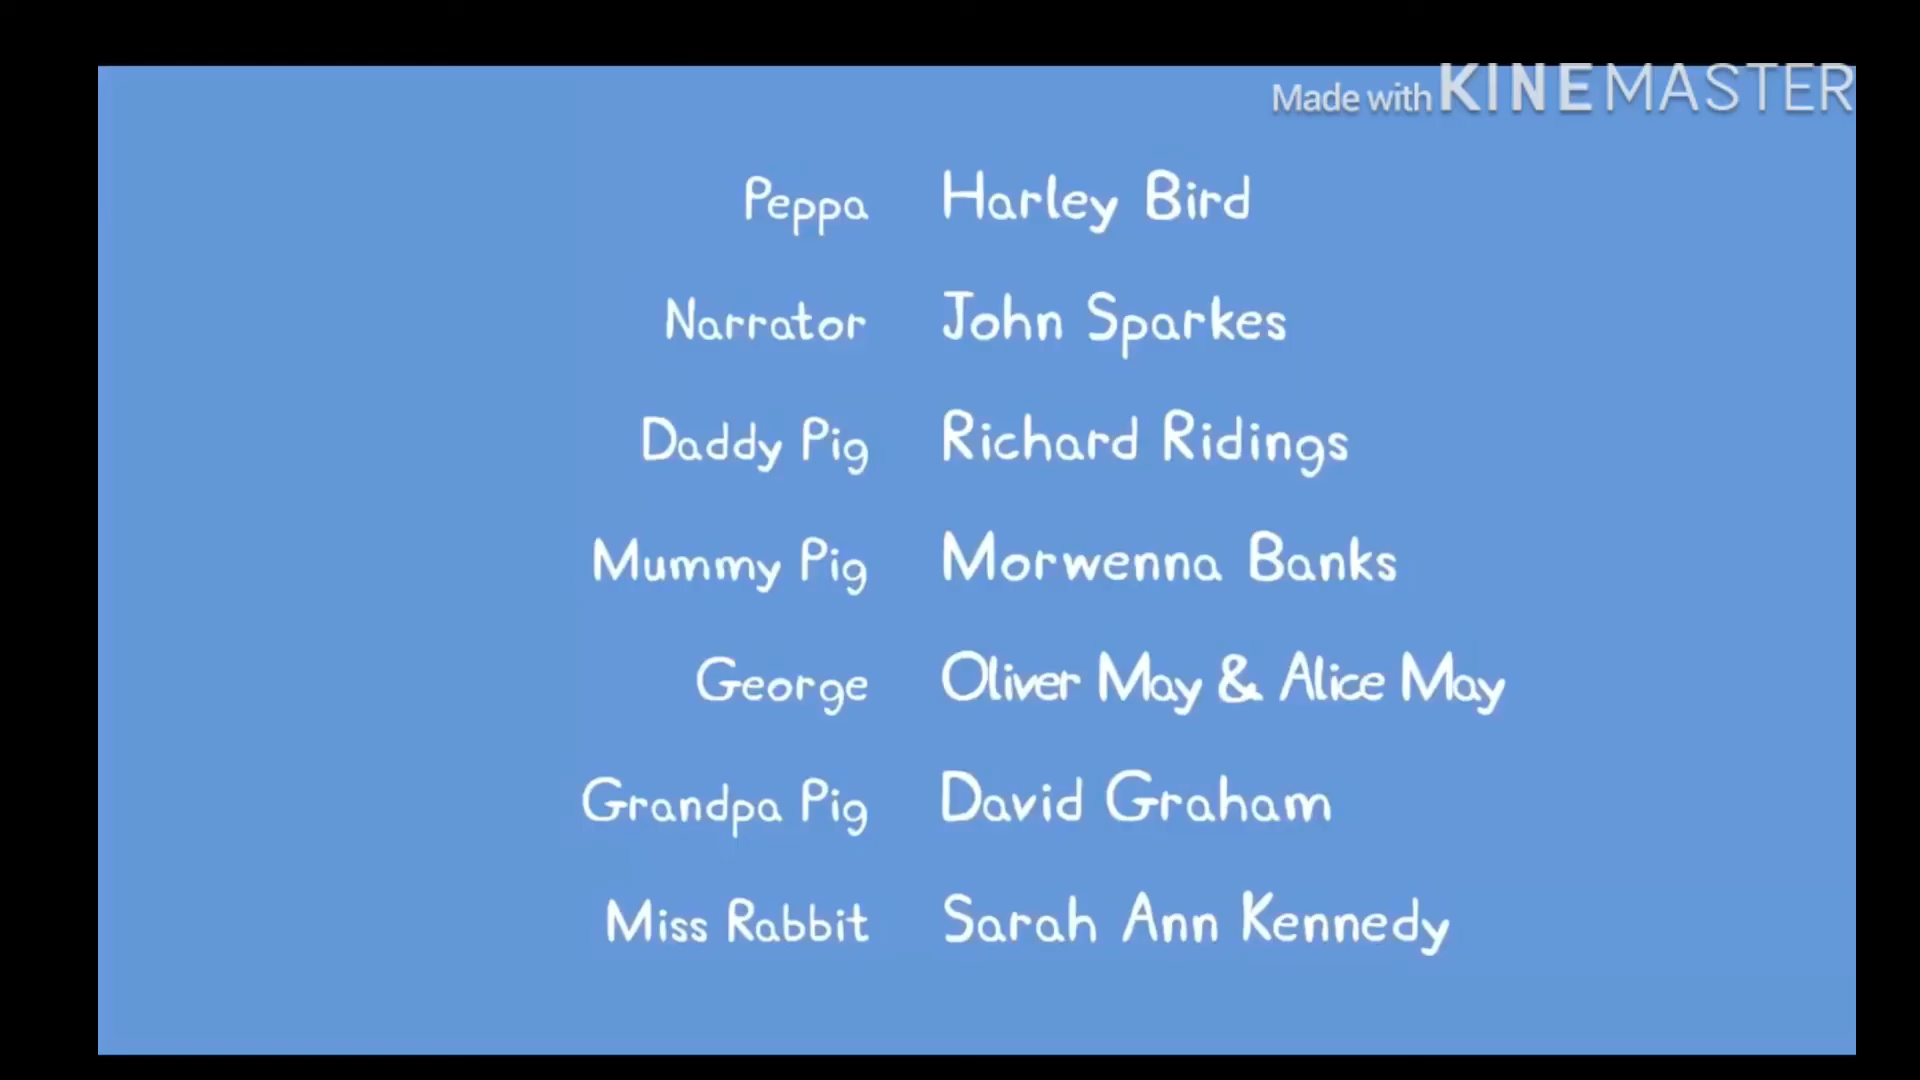 Made with KINEMASTER
Peppa Harley Bird
Narrator John Sparkes
Daddy Pig Richard Ridings
Mummy Pig Morwenna Banks
George Oliver May & Alice May
Grandpa Pig David Graham
Miss Rabbit Sarah Ann Kennedy